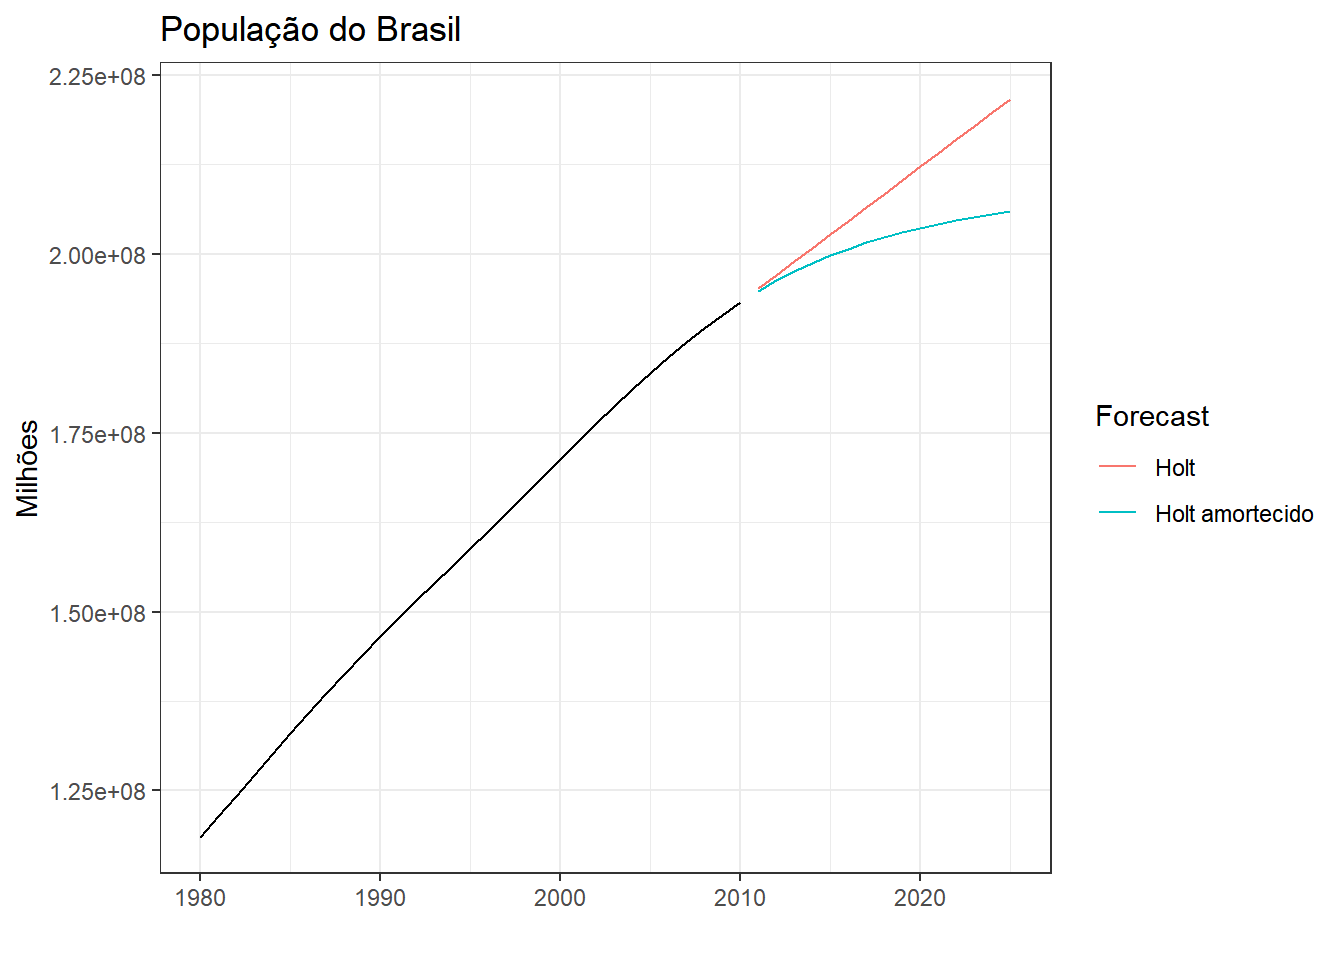 População do Brasil
2.25e+08
2.00e+08
1.75e+08
1.50e+08
1.25e+08
Milhões
1980
1990
2000
2010
2020
Forecast
Holt
Holt amortecido